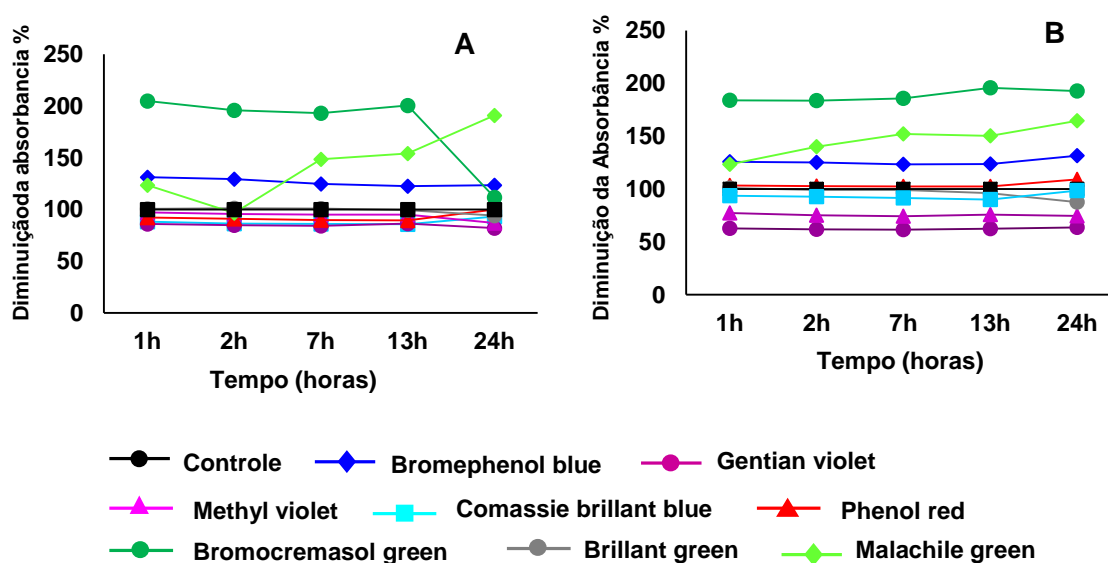 A
Diminuiçãoda absorbancia %
250
200
150
100
50
0
1h 2h 7h 13h 24h
Tempo (horas)
B
Diminuição da Absorbância %
250
200
150
100
50
0
1h 2h 7h 13h 24h
Tempo (horas)
Controle Bromephenol blue Gentian violet
Methyl violet Comassie brillant blue Phenol red
Bromocremasol green Brillant green Malachile green